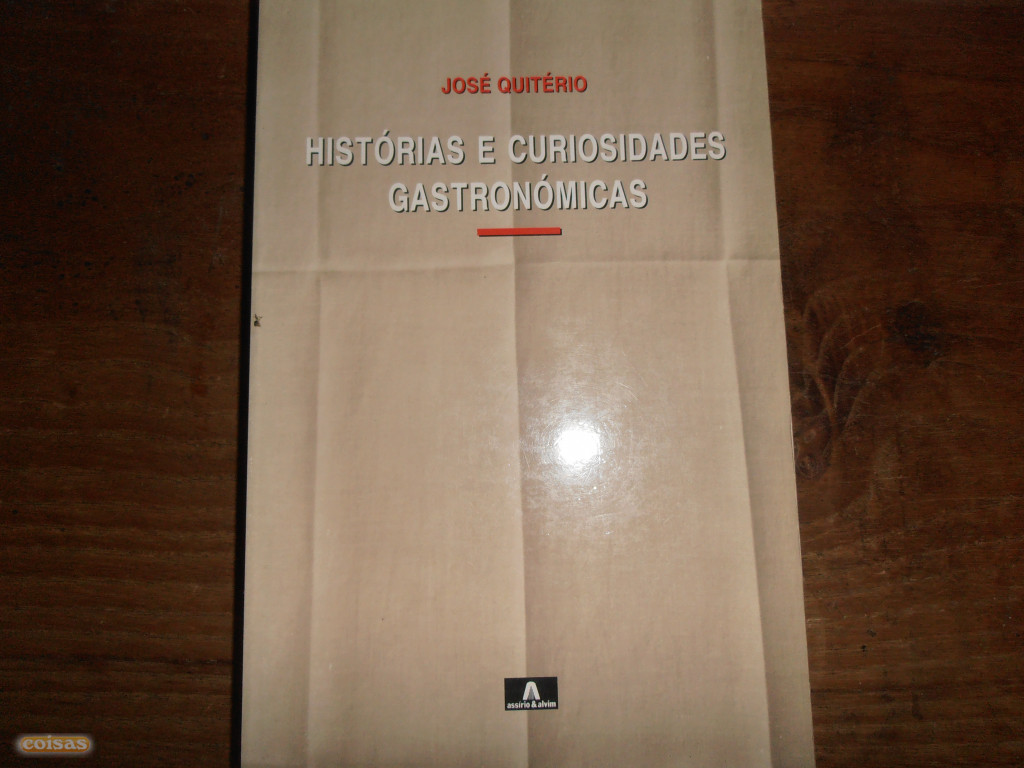 JOSÉ QUITÉRIO
HISTÓRIAS E CURIOSIDADES
GASTRONÓMICAS
assírio & alvim
coisas